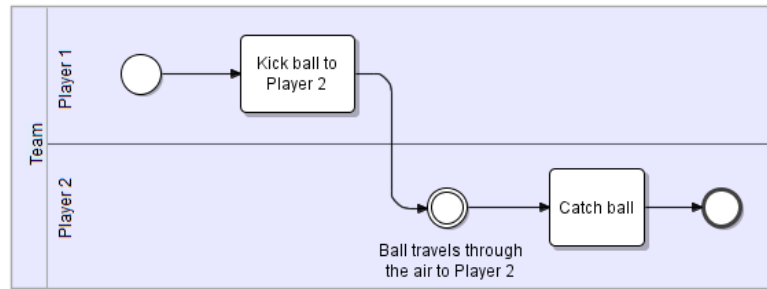 Team
Player 1
Kick ball to
Player 2
Player 2
Ball travels through
the air to Player 2
Catch ball